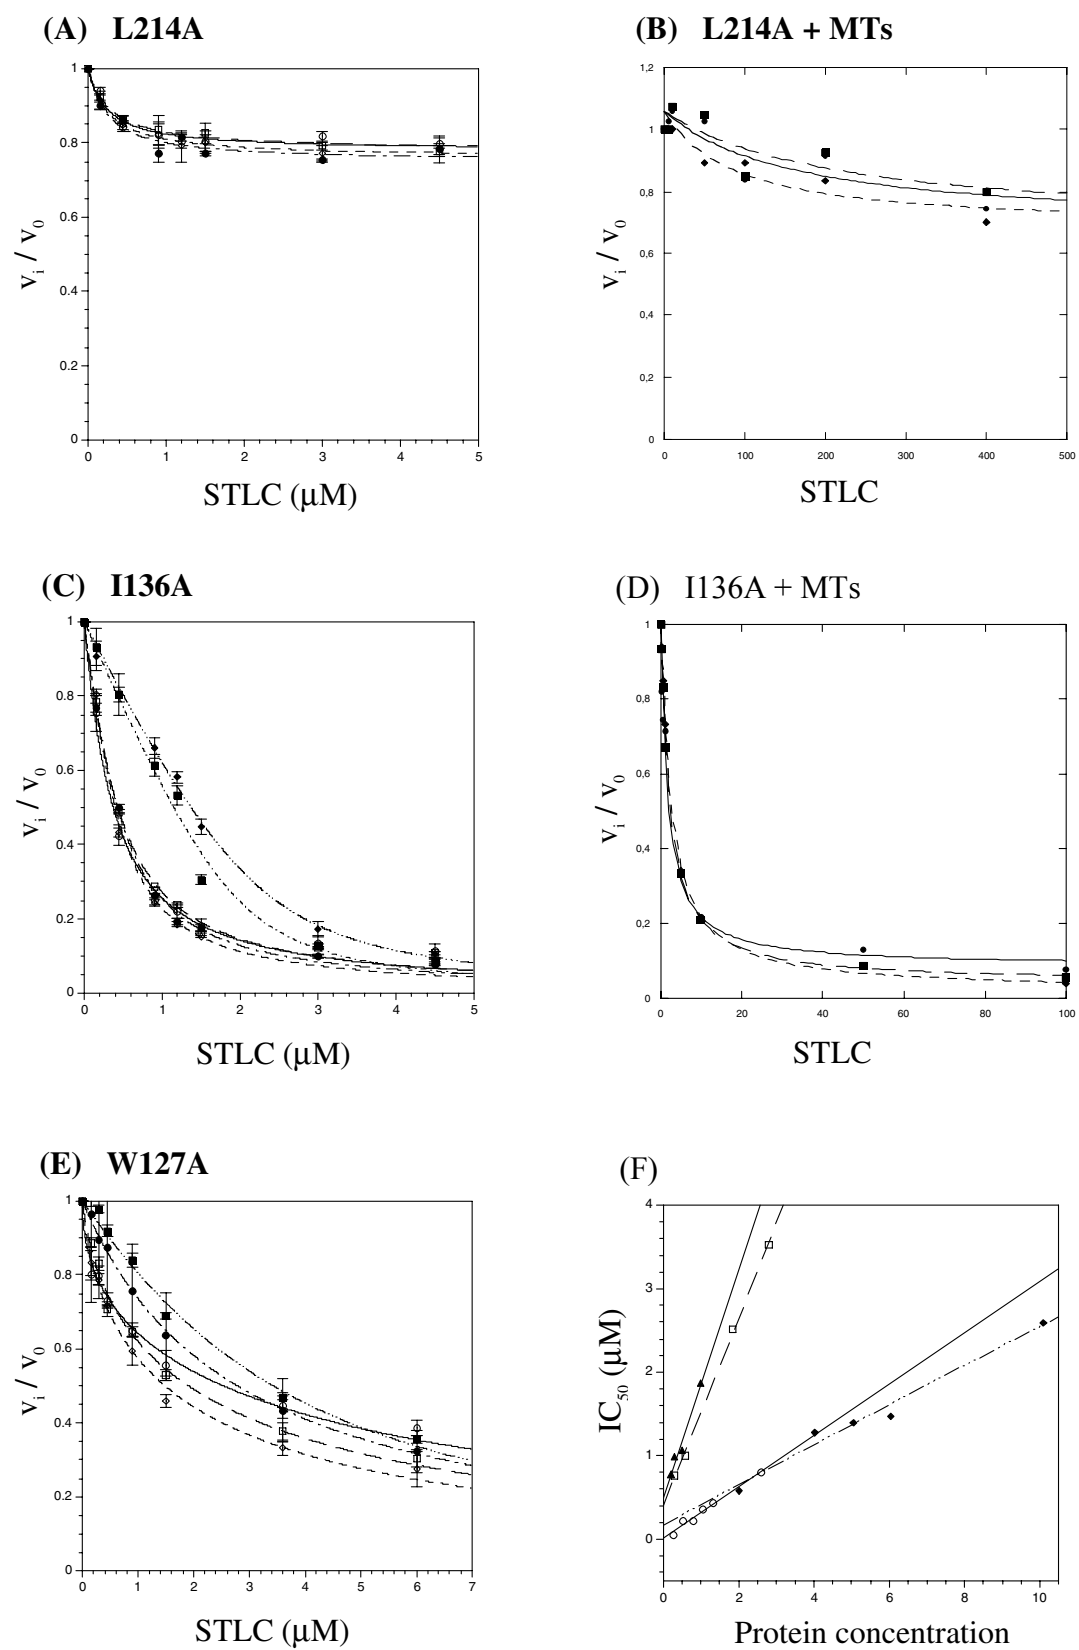 (A) L214A
1
0.8
0.6
0.4
0.2
0
v_i / v_0
0 1 2 3 4 5
STLC (μM)
(B) L214A + MTs
1,2
1
0,8
0,6
0,4
0,2
0
v_i / v_0
0 100 200 300 400 500
STLC
(C) I136A
1
0.8
0.6
0.4
0.2
0
v_i / v_0
0 1 2 3 4 5
STLC (μM)
(D) I136A + MTs
1
0,8
0,6
0,4
0,2
0
v_i / v_0
0 20 40 60 80 100
STLC
(E) W127A
1
0.8
0.6
0.4
0.2
0
v_i / v_0
0 1 2 3 4 5 6 7
STLC (μM)
(F)
4
3
2
1
0
IC_50 (μM)
0 2 4 6 8 10
Protein concentration